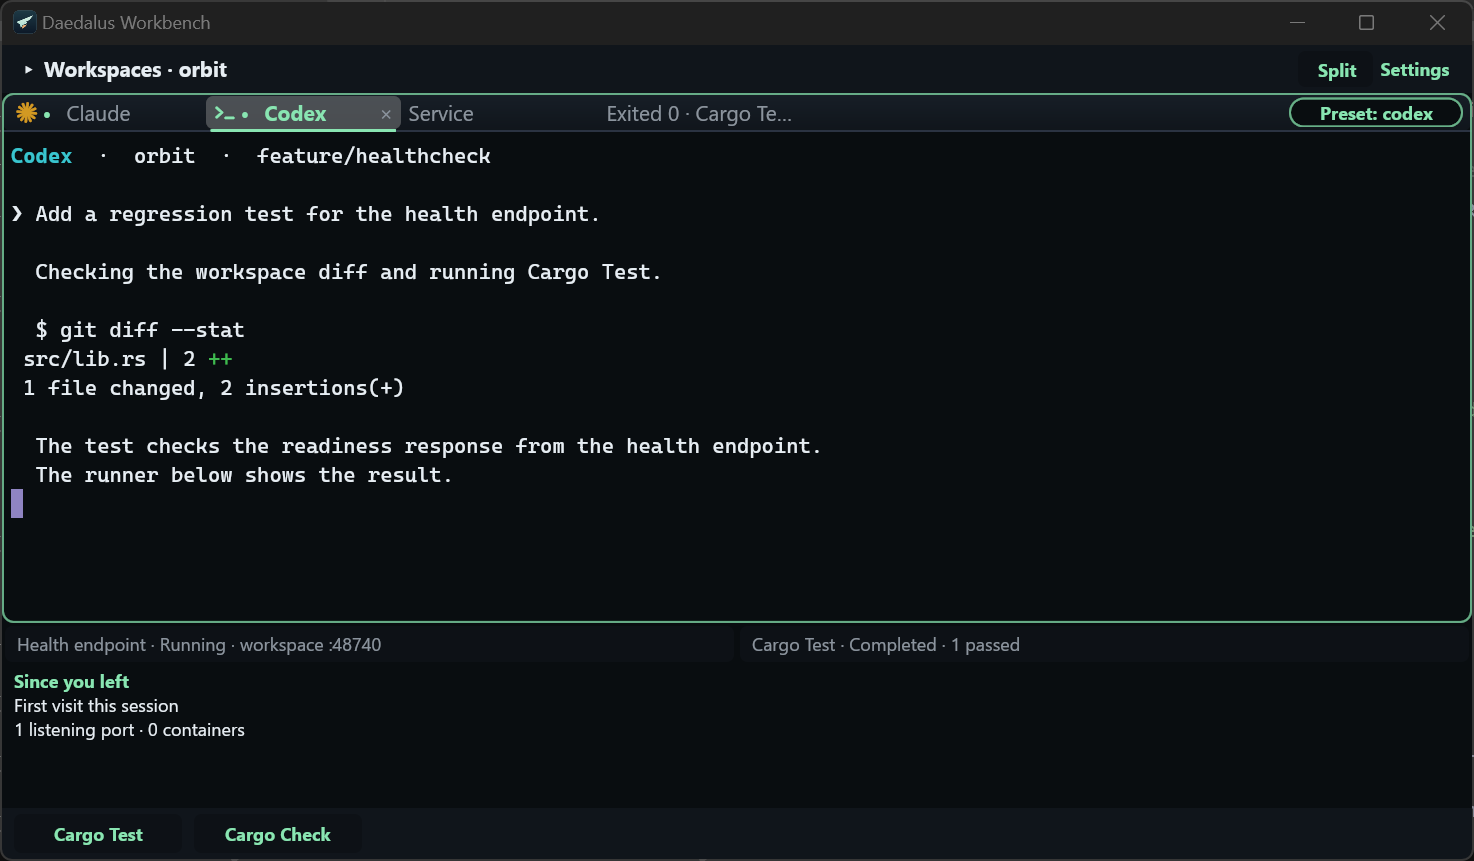 Daedalus Workbench
▸ Workspaces · orbit
Split Settings
Claude
>_ • Codex ×
Service
Exited 0 · Cargo Te...
Preset: codex
Codex · orbit · feature/healthcheck
❯ Add a regression test for the health endpoint.
Checking the workspace diff and running Cargo Test.
$ git diff --stat
src/lib.rs | 2 ++
1 file changed, 2 insertions(+)
The test checks the readiness response from the health endpoint.
The runner below shows the result.
Health endpoint · Running · workspace :48740
Cargo Test · Completed · 1 passed
Since you left
First visit this session
1 listening port · 0 containers
Cargo Test
Cargo Check